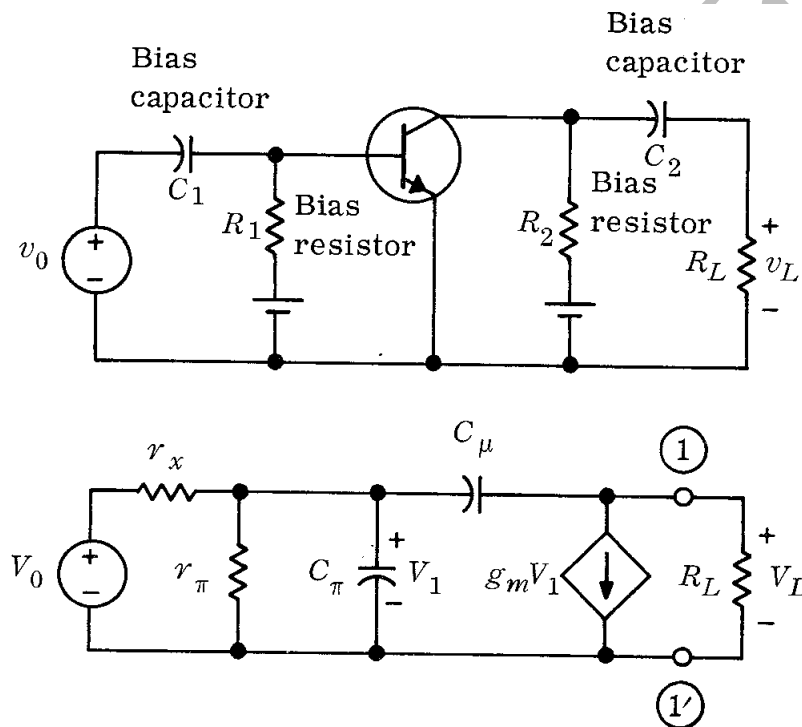 Bias
capacitor
Bias
capacitor
C1
C2
v0
+
−
R1
Bias
resistor
R2
Bias
resistor
RL
+
vL
−
Cμ
1
rx
V0
+
−
rπ
Cπ
+
V1
−
gmV1
RL
+
VL
−
1′